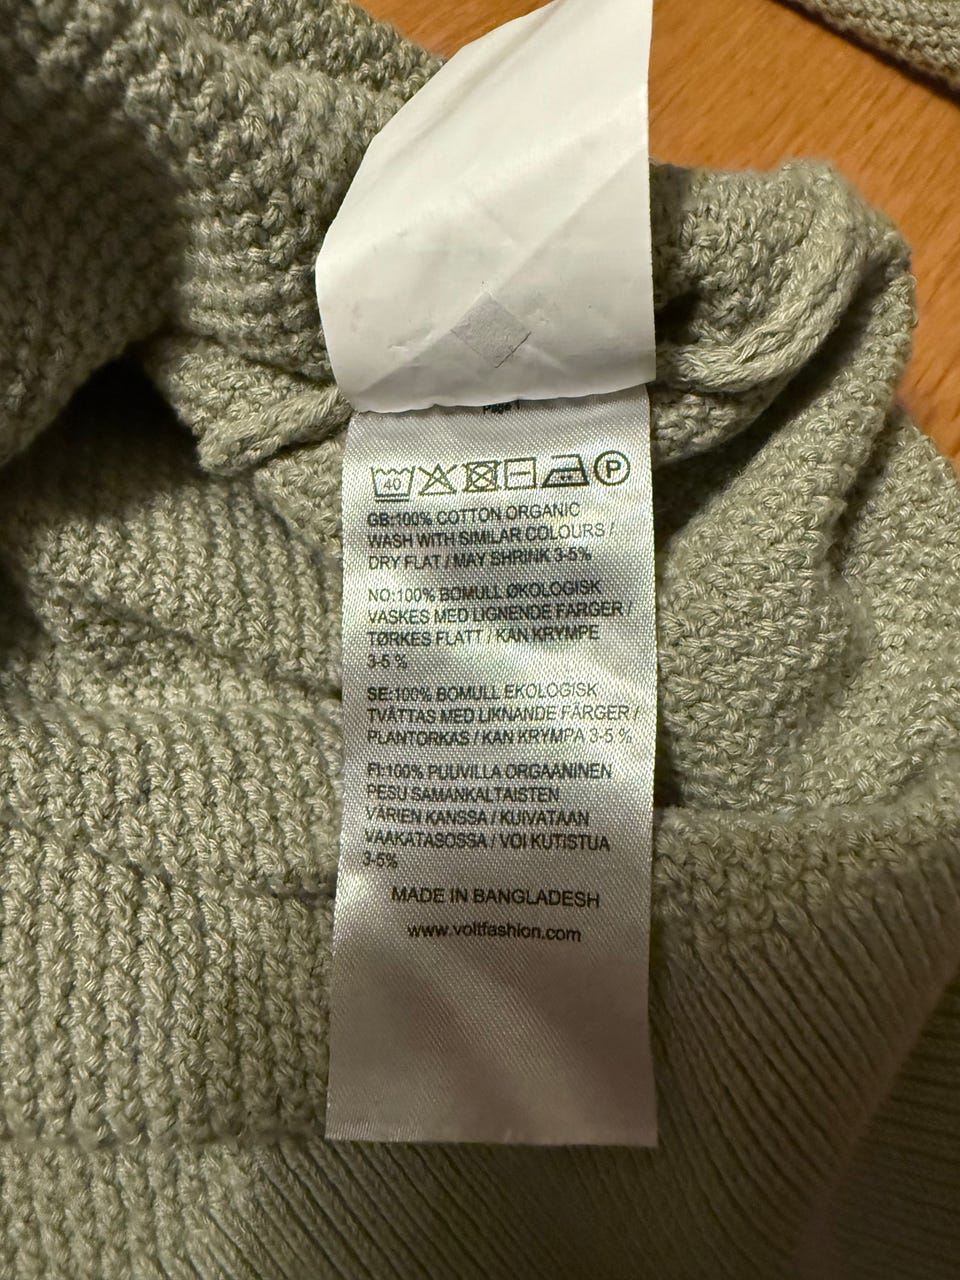 Page 1
40 P
GB:100% COTTON ORGANIC
WASH WITH SIMILAR COLOURS /
DRY FLAT / MAY SHRINK 3-5%
NO:100% BOMULL ØKOLOGISK
VASKES MED LIGNENDE FARGER /
TØRKES FLATT / KAN KRYMPE
3-5 %
SE:100% BOMULL EKOLOGISK
TVÄTTAS MED LIKNANDE FÄRGER /
PLANTORKAS / KAN KRYMPA 3-5 %
FI:100% PUUVILLA ORGAANINEN
PESU SAMANKALTAISTEN
VÄRIEN KANSSA / KUIVATAAN
VAAKATASOSSA / VOI KUTISTUA
3-5%
MADE IN BANGLADESH
www.voltfashion.com